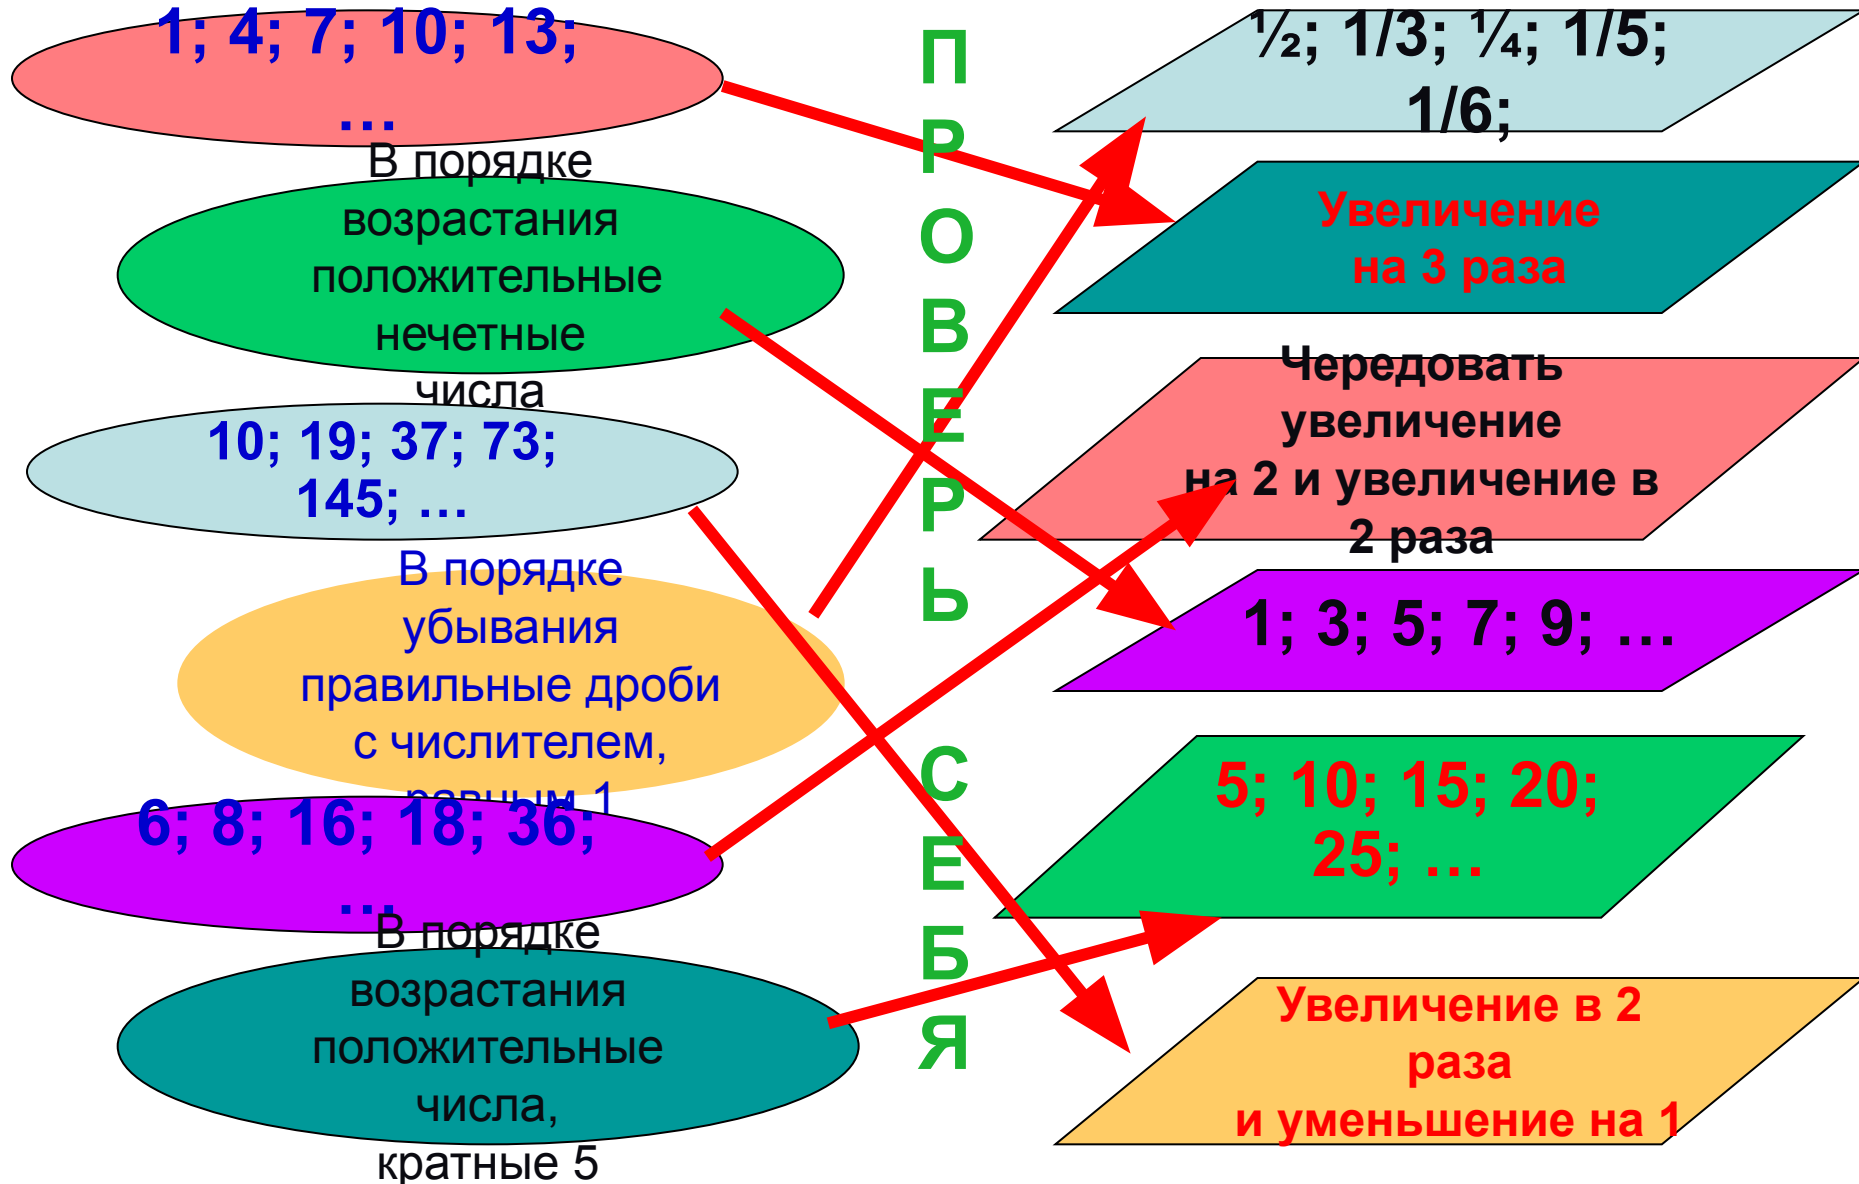 1; 4; 7; 10; 13;
…
В порядке
возрастания
положительные
нечетные
числа
10; 19; 37; 73;
145; …
В порядке
убывания
правильные дроби
с числителем,
равным 1
6; 8; 16; 18; 36;
…
В порядке
возрастания
положительные
числа,
кратные 5
П
Р
О
В
Е
Р
Ь
С
Е
Б
Я
½; 1/3; ¼; 1/5;
1/6;
Увеличение
на 3 раза
Чередовать
увеличение
на 2 и увеличение в
2 раза
1; 3; 5; 7; 9; …
5; 10; 15; 20;
25; …
Увеличение в 2
раза
и уменьшение на 1